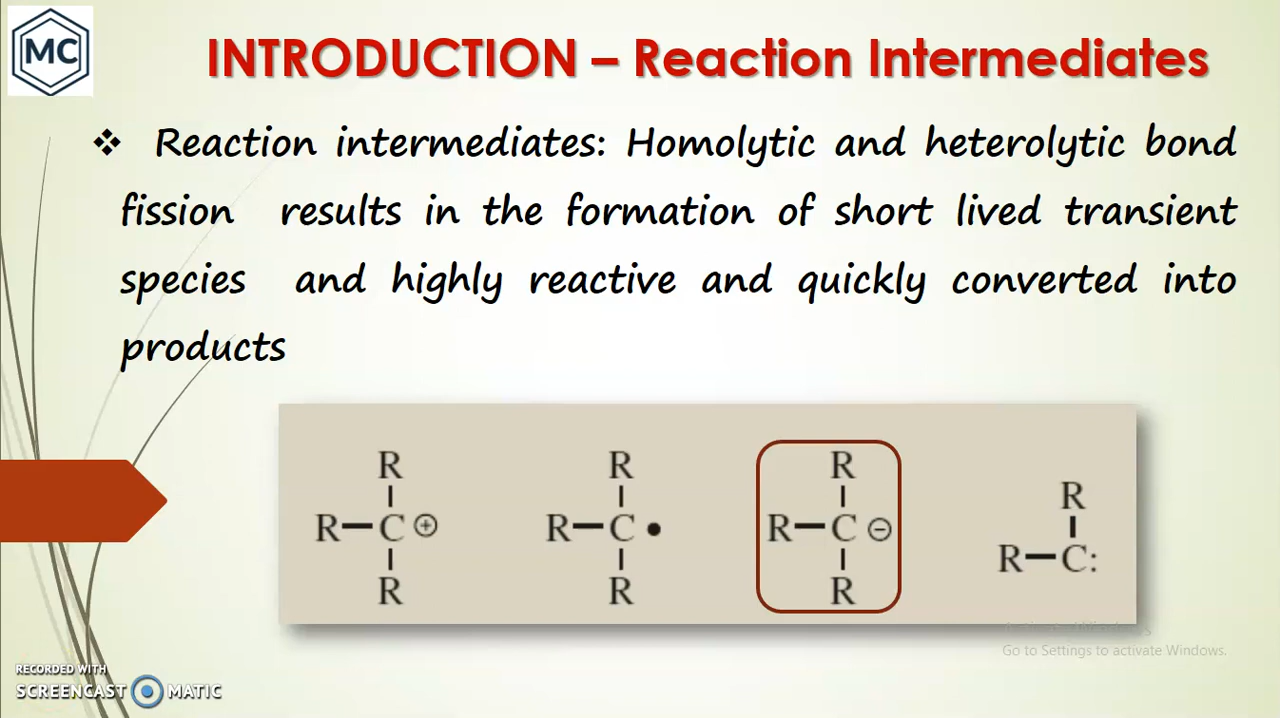 MC
INTRODUCTION – Reaction Intermediates
❖ Reaction intermediates: Homolytic and heterolytic bond
fission results in the formation of short lived transient
species and highly reactive and quickly converted into
products
R R R
R–C⊕ R–C• R–C⊖ R
R R R R–C:
Go to Settings to activate Windows.
RECORDED WITH
SCREENCAST MATIC